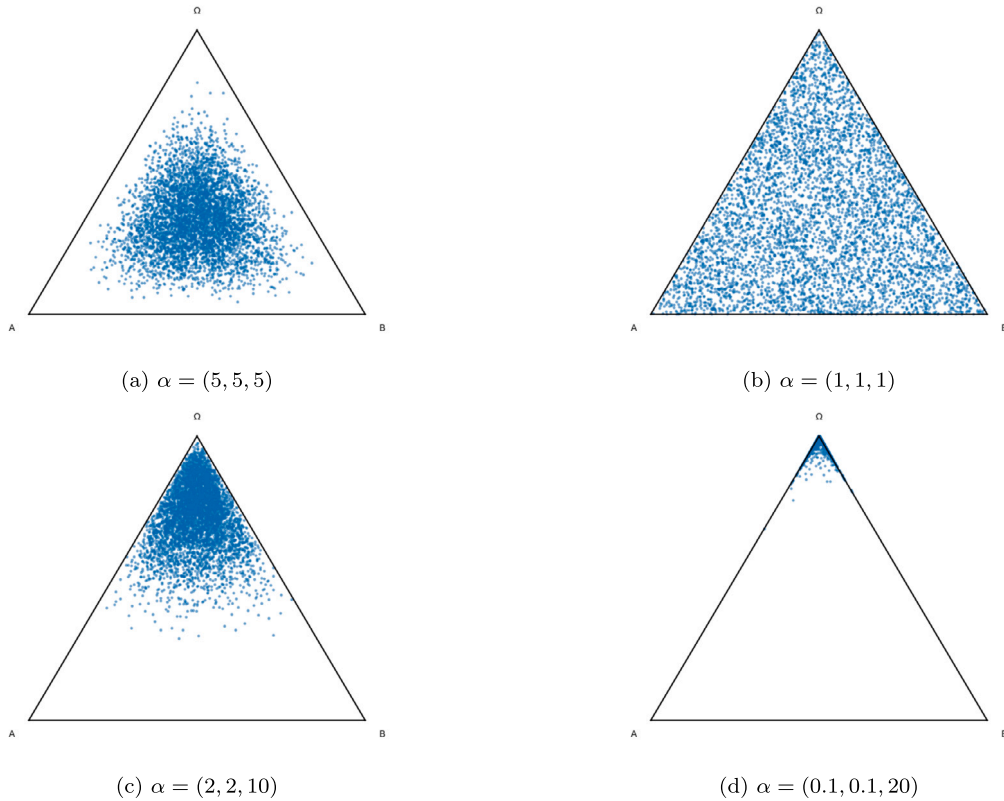 Ω
Ω
A
B
A
B
(a) α = (5, 5, 5)
(b) α = (1, 1, 1)
Ω
Ω
A
B
A
B
(c) α = (2, 2, 10)
(d) α = (0.1, 0.1, 20)